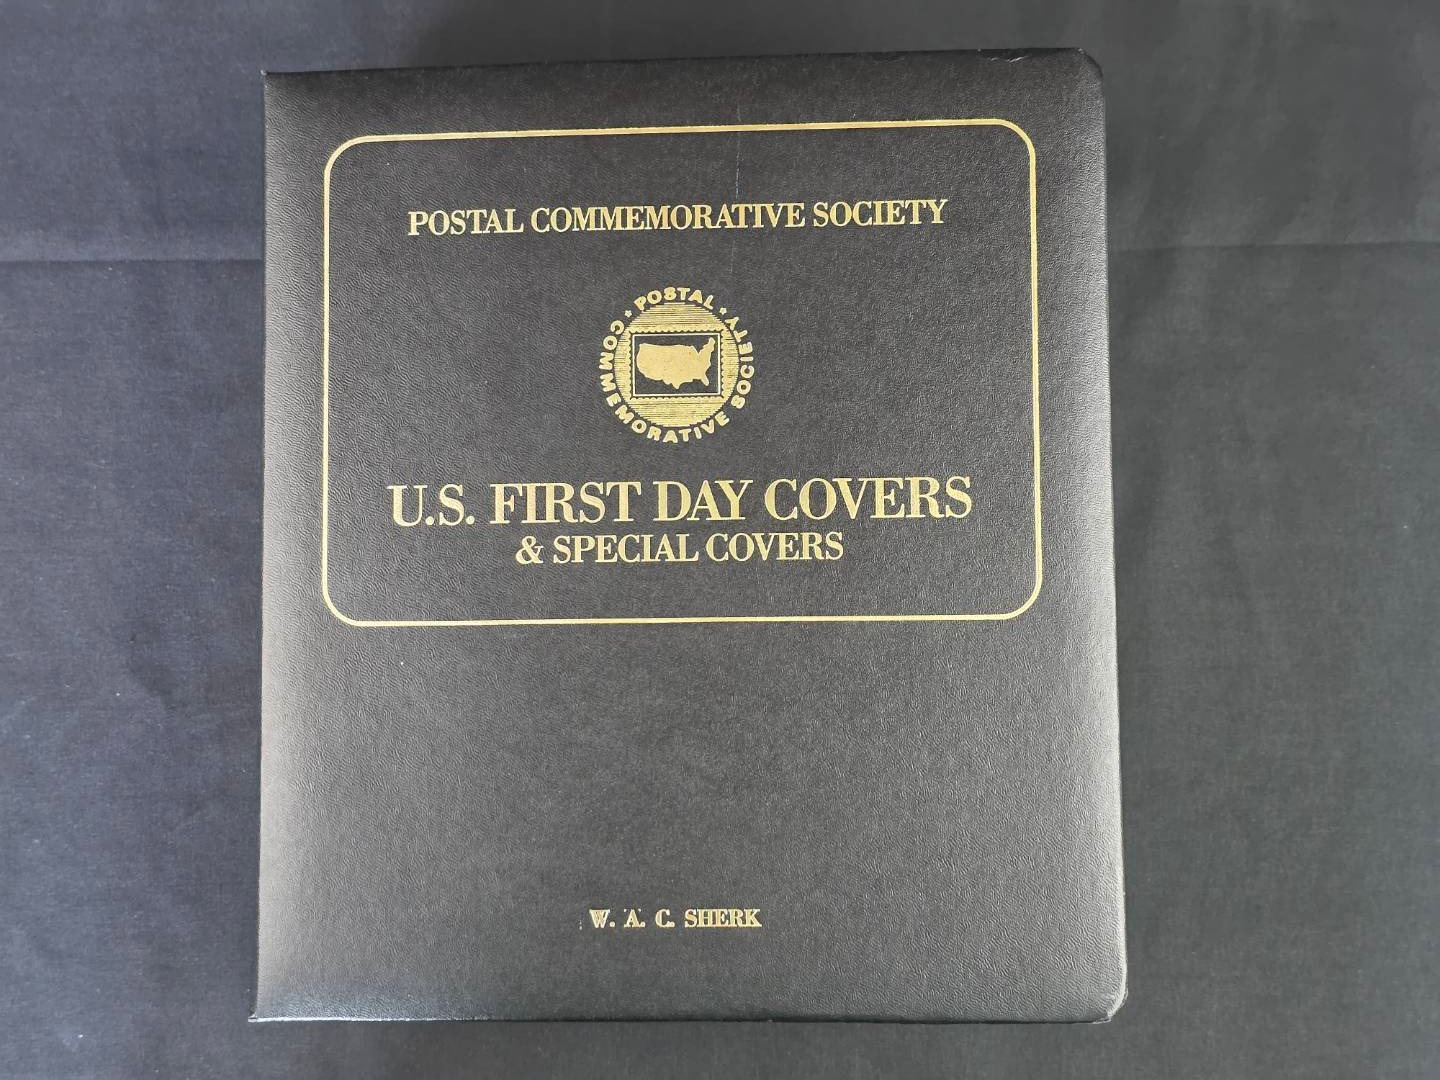 POSTAL COMMEMORATIVE SOCIETY
POSTAL COMMEMORATIVE SOCIETY
U.S. FIRST DAY COVERS
& SPECIAL COVERS
W. A. C. SHERK